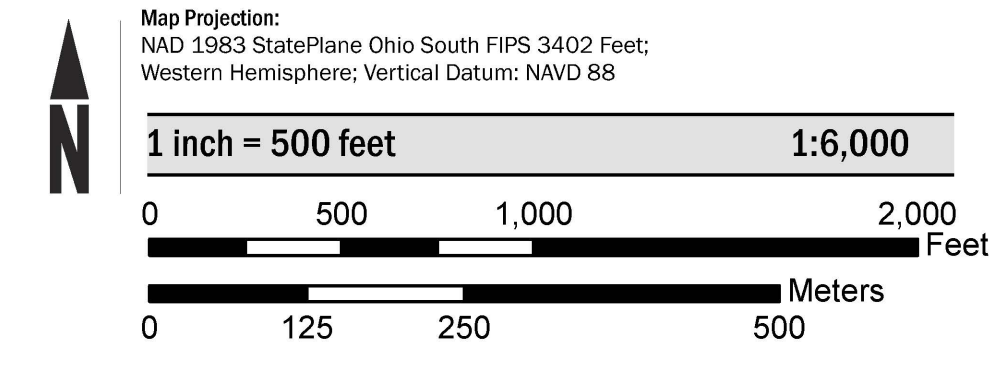 N
Map Projection:
NAD 1983 StatePlane Ohio South FIPS 3402 Feet;
Western Hemisphere; Vertical Datum: NAVD 88
1 inch = 500 feet 1:6,000
0 500 1,000 2,000
Feet
Meters
0 125 250 500